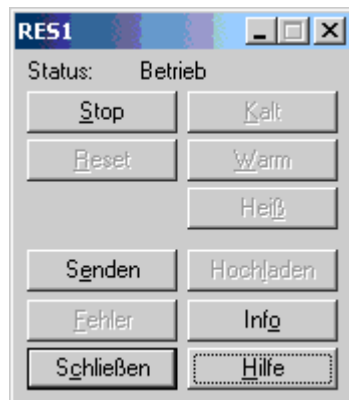 RES1
Status: Betrieb
Stop Kalt
Reset Warm
Heiß
Senden Hochladen
Fehler Info
Schließen Hilfe